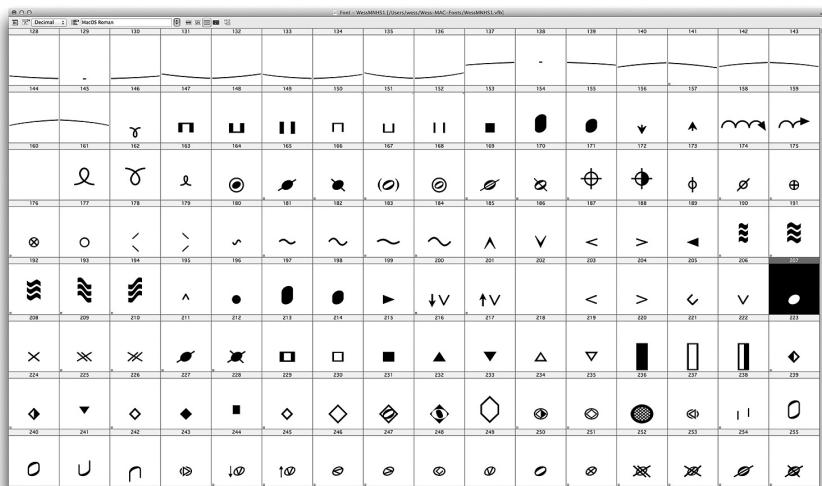 Font – WessMNHS1 [/Users/wess/Wess-MAC-Fonts/WessMNHS1.vfb]
Decimal MacOS Roman
128 129 130 131 132 133 134 135 136 137 138 139 140 141 142 143
144 145 146 147 148 149 150 151 152 153 154 155 156 157 158 159
160 161 162 163 164 165 166 167 168 169 170 171 172 173 174 175
176 177 178 179 180 181 182 183 184 185 186 187 188 189 190 191
192 193 194 195 196 197 198 199 200 201 202 203 204 205 206 207
208 209 210 211 212 213 214 215 216 217 218 219 220 221 222 223
224 225 226 227 228 229 230 231 232 233 234 235 236 237 238 239
240 241 242 243 244 245 246 247 248 249 250 251 252 253 254 255